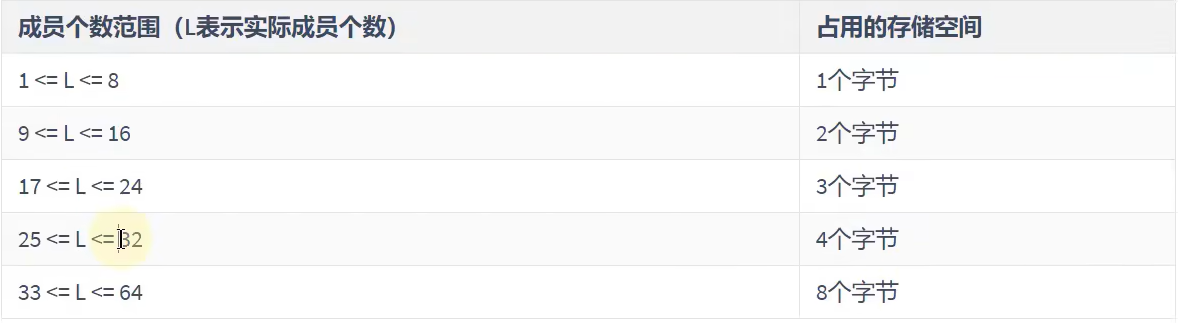 成员个数范围（L表示实际成员个数） 占用的存储空间
1 <= L <= 8 1个字节
9 <= L <= 16 2个字节
17 <= L <= 24 3个字节
25 <= L <= 32 4个字节
33 <= L <= 64 8个字节